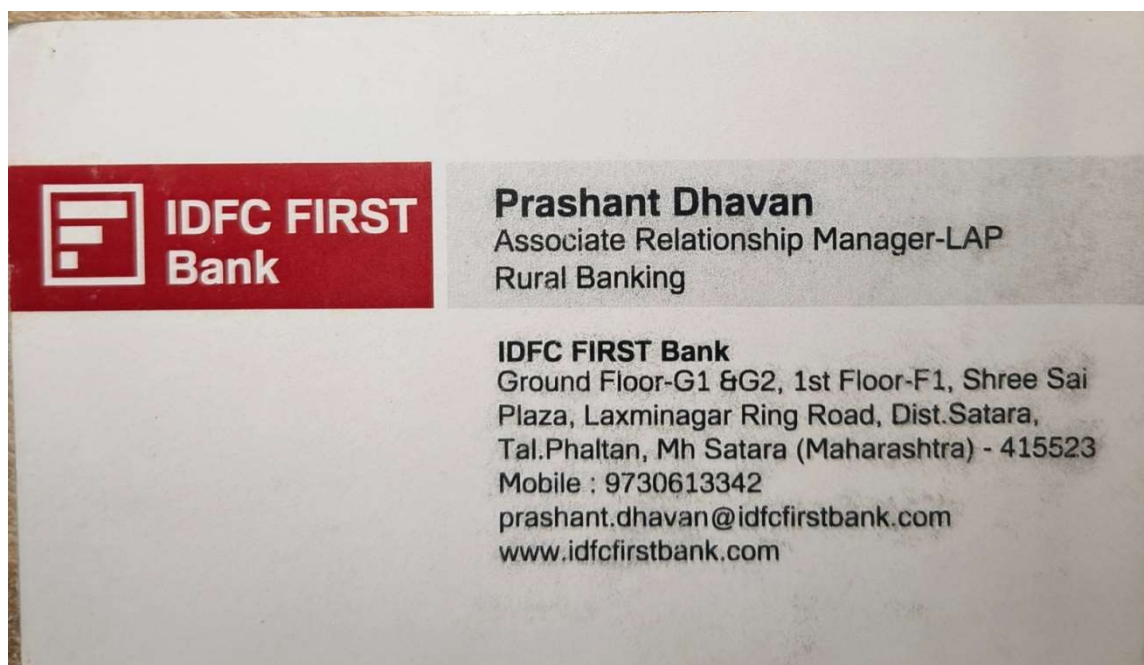 IDFC FIRST
Bank
Prashant Dhavan
Associate Relationship Manager-LAP
Rural Banking
IDFC FIRST Bank
Ground Floor-G1 &G2, 1st Floor-F1, Shree Sai
Plaza, Laxminagar Ring Road, Dist.Satara,
Tal.Phaltan, Mh Satara (Maharashtra) - 415523
Mobile : 9730613342
prashant.dhavan@idfcfirstbank.com
www.idfcfirstbank.com